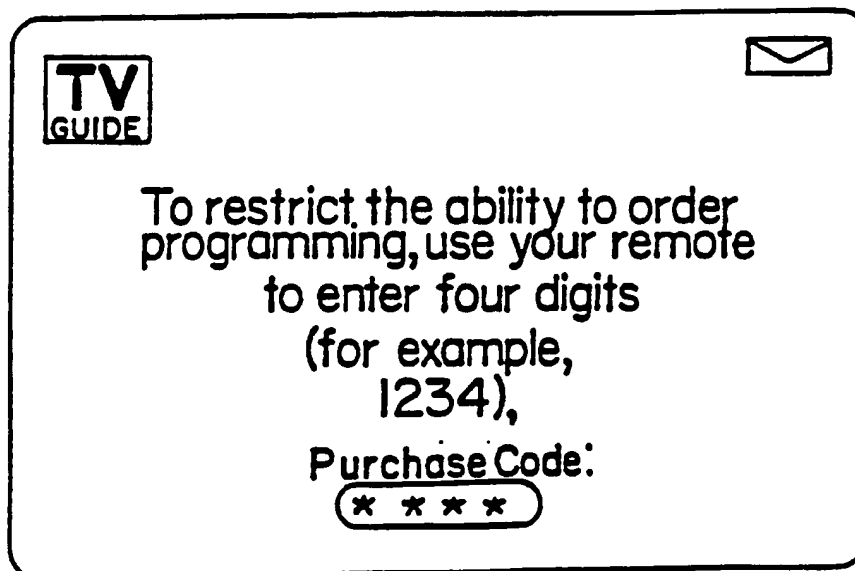 TV
GUIDE
To restrict the ability to order
programming, use your remote
to enter four digits
(for example,
1234),
Purchase Code:
* * * *